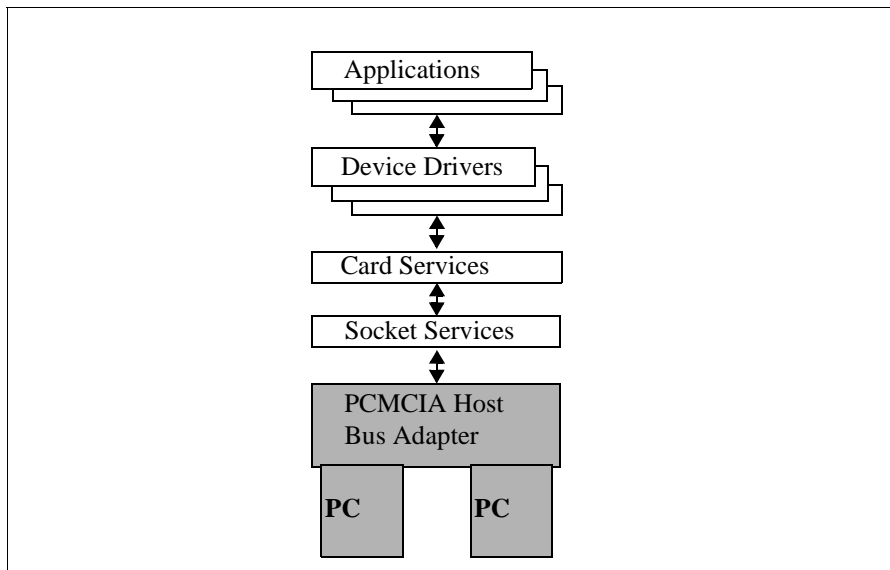 Applications
Device Drivers
Card Services
Socket Services
PCMCIA Host
Bus Adapter
PC PC